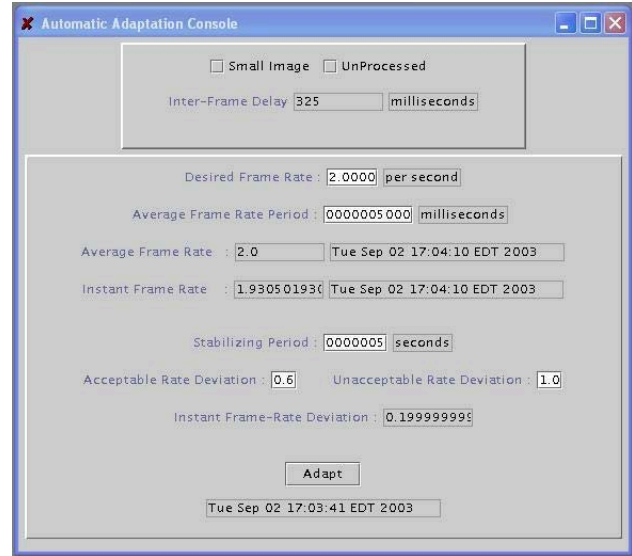 Automatic Adaptation Console
Small Image UnProcessed
Inter-Frame Delay 325 milliseconds
Desired Frame Rate : 2.0000 per second
Average Frame Rate Period : 0000005000 milliseconds
Average Frame Rate : 2.0 Tue Sep 02 17:04:10 EDT 2003
Instant Frame Rate : 1.93050193( Tue Sep 02 17:04:10 EDT 2003
Stabilizing Period : 0000005 seconds
Acceptable Rate Deviation : 0.6 Unacceptable Rate Deviation : 1.0
Instant Frame-Rate Deviation : 0.199999999
Adapt
Tue Sep 02 17:03:41 EDT 2003